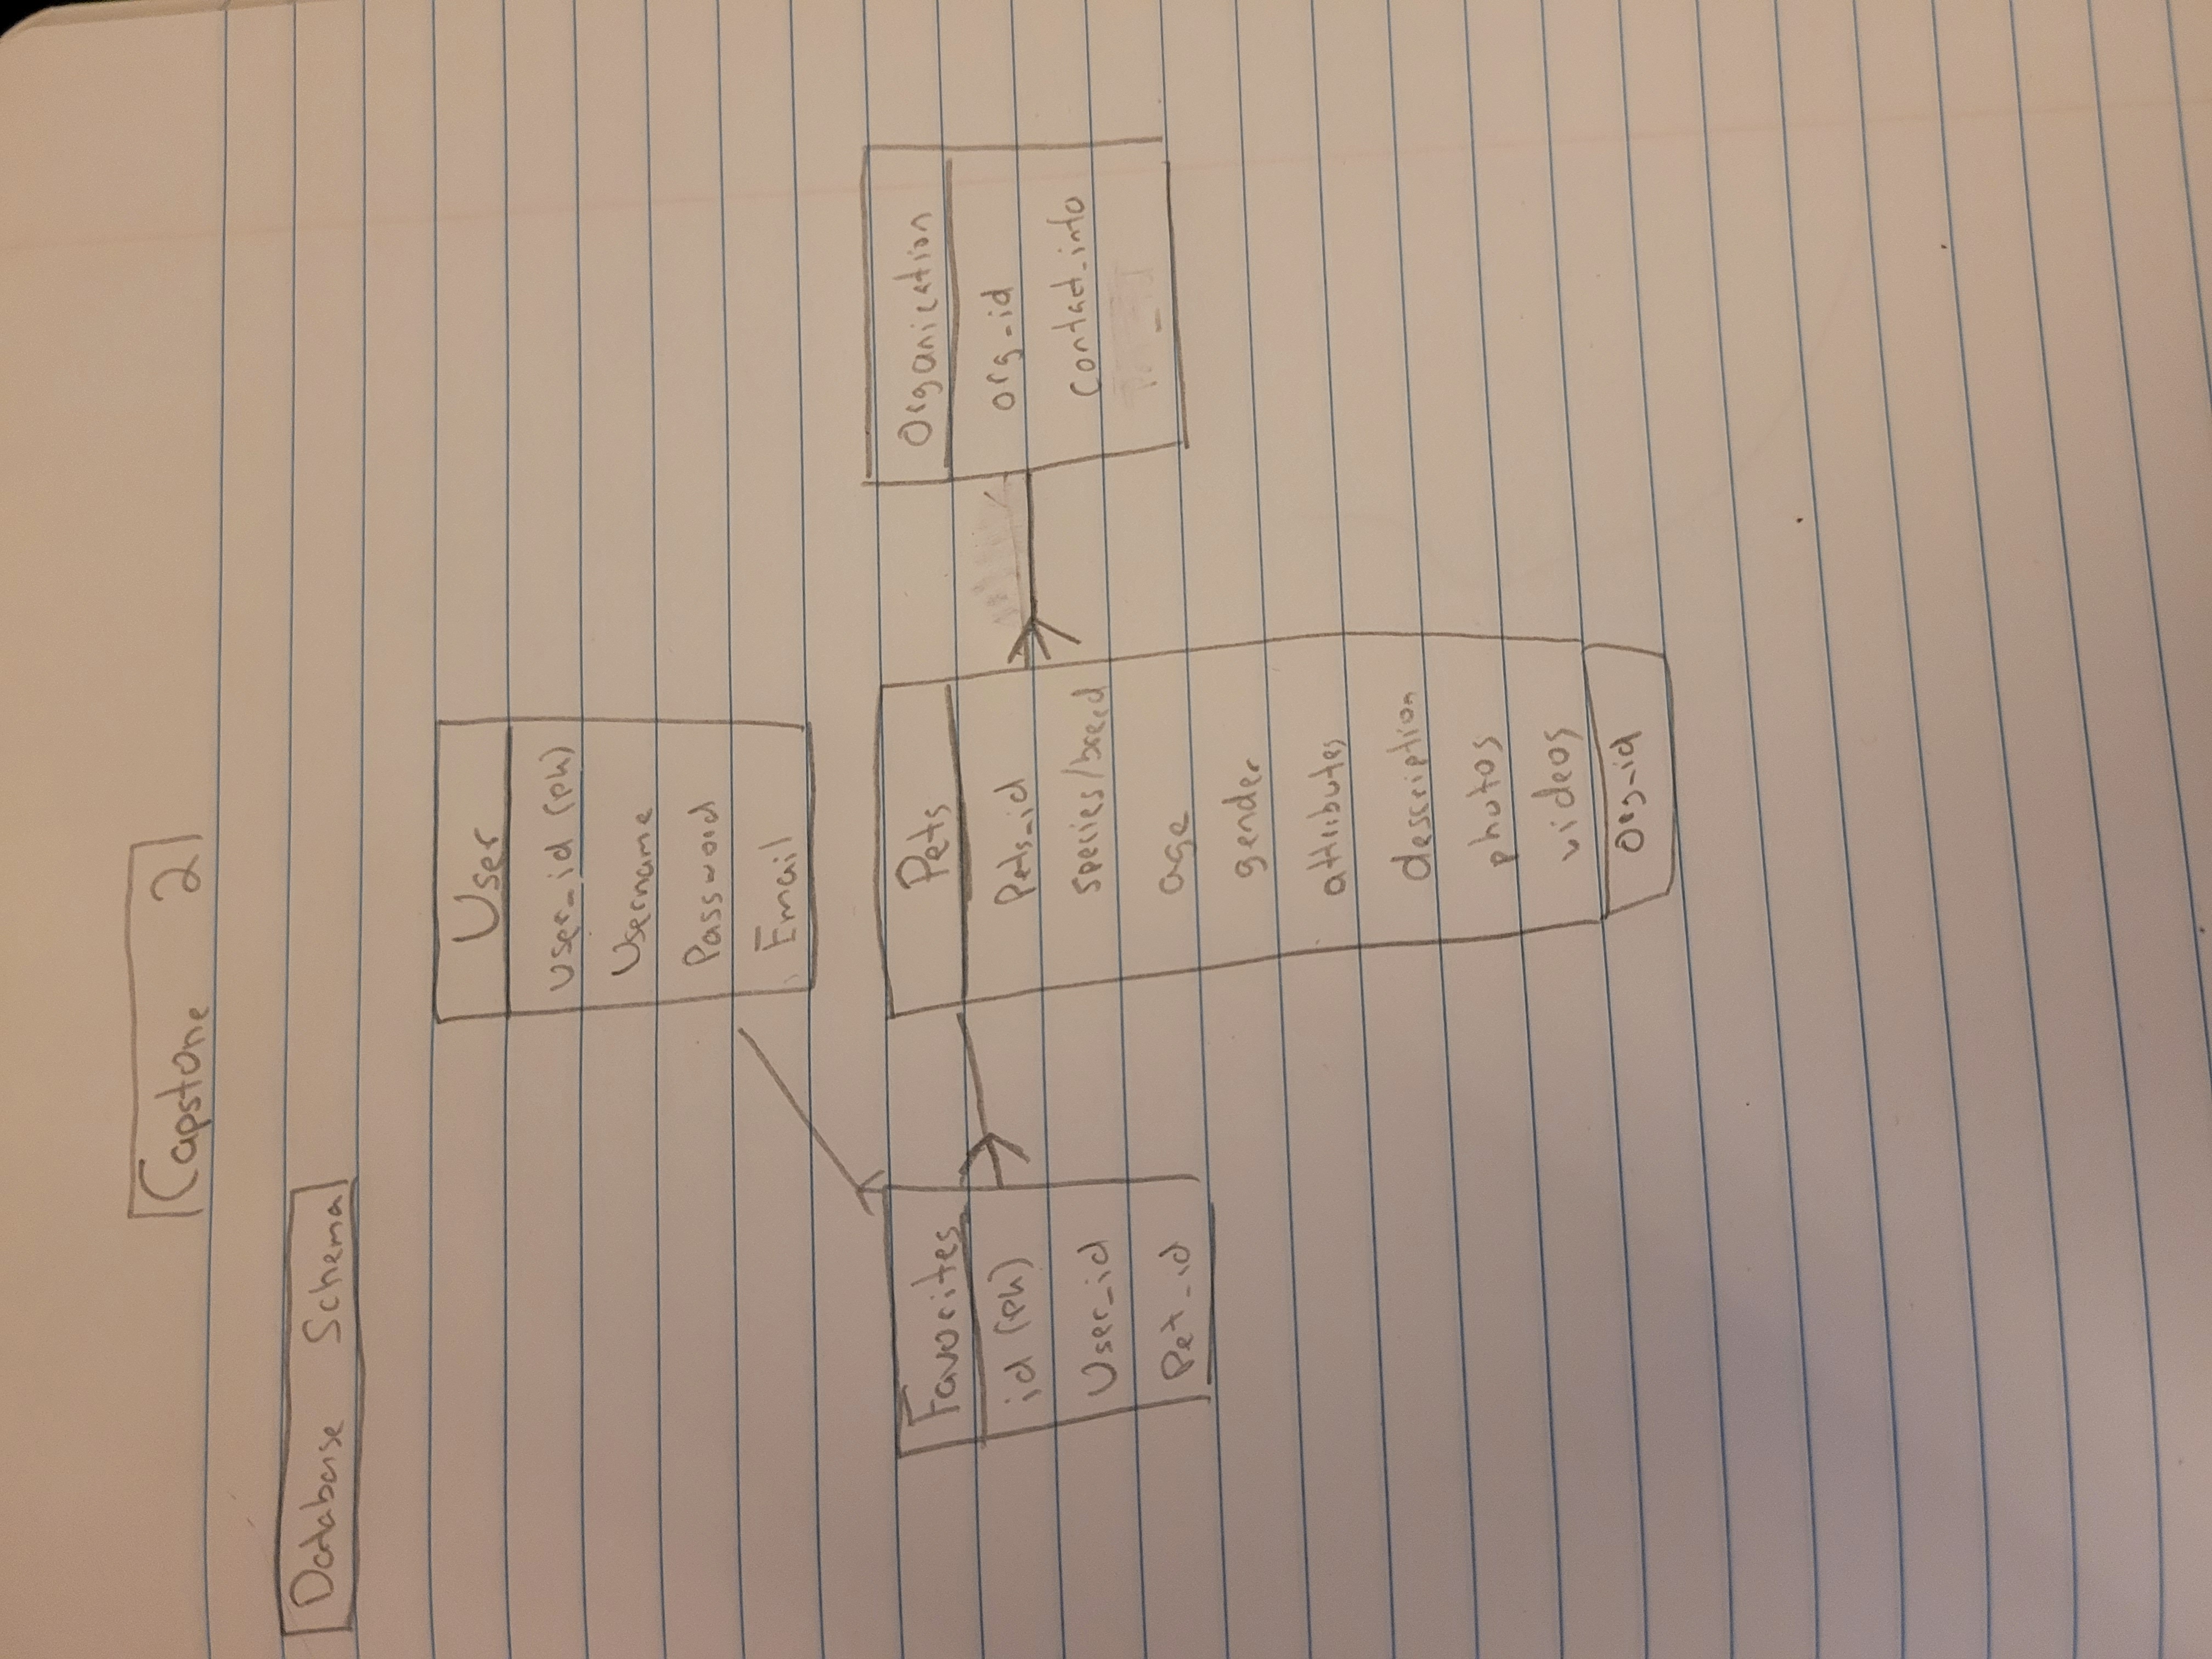 Capstone 2
Database Schema
User
user_id (pk)
Username
Password
Email
Favorites
id (pk)
User_id
Pet_id
Pets
Pets_id
species/breed
age
gender
attributes
description
photos
videos
org_id
Organization
org_id
contact_info